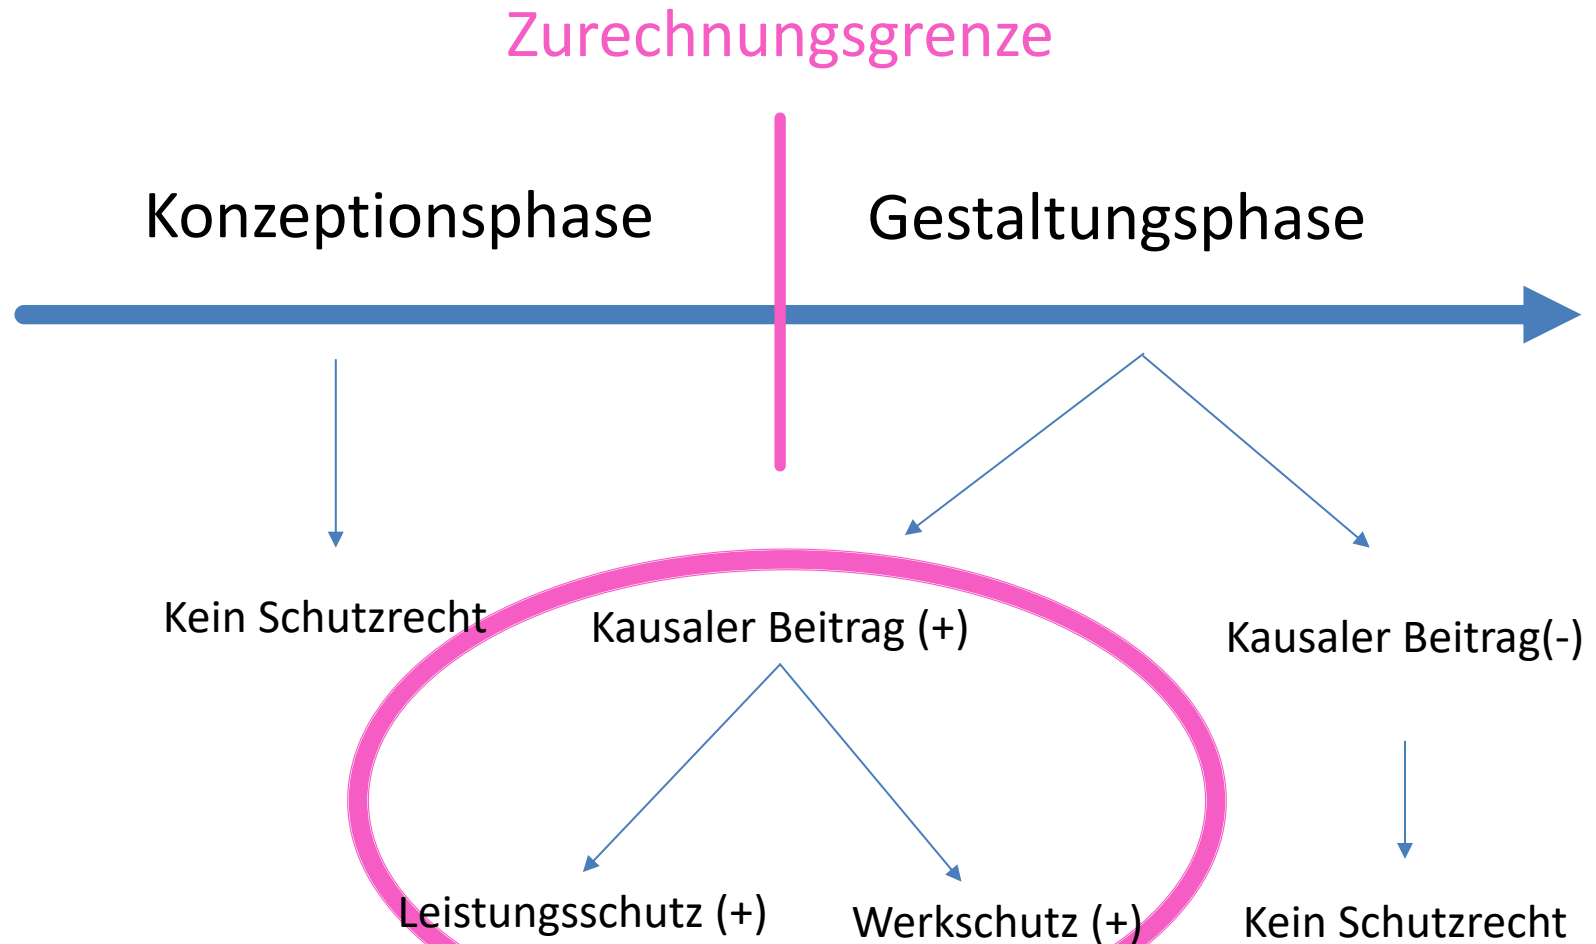 Zurechnungsgrenze
Konzeptionsphase
Gestaltungsphase
Kein Schutzrecht
Kausaler Beitrag (+)
Kausaler Beitrag(-)
Leistungsschutz (+)
Werkschutz (+)
Kein Schutzrecht